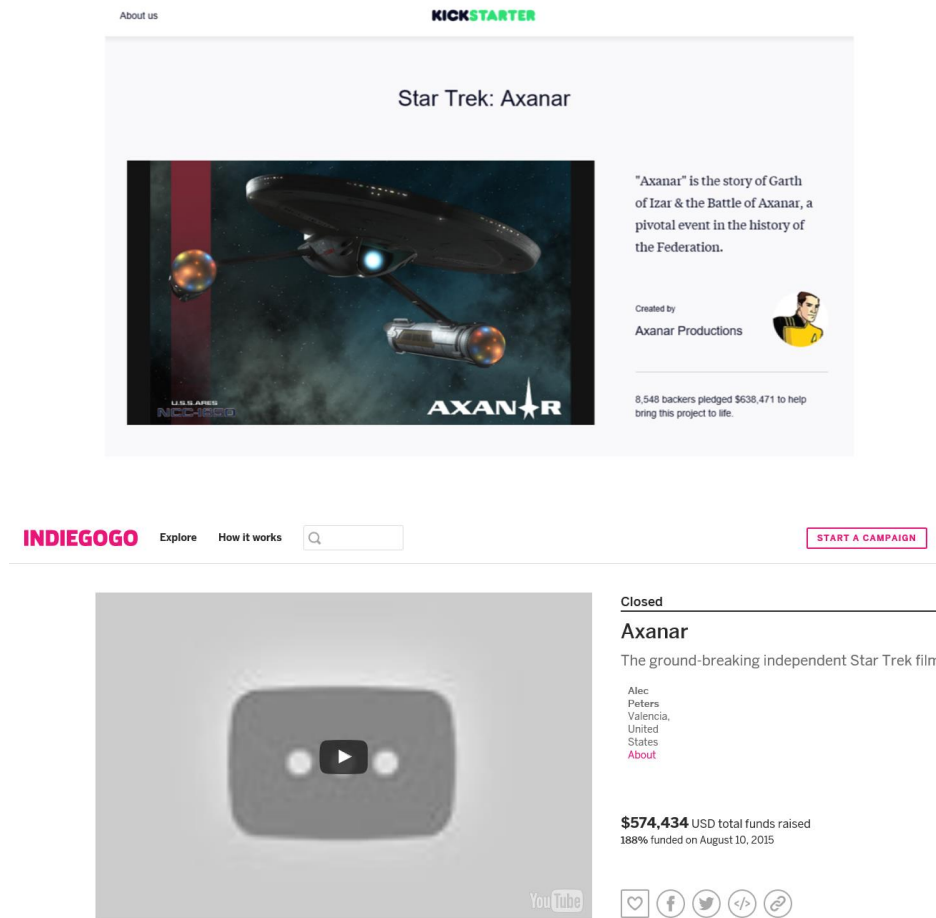 About us
KICKSTARTER
Star Trek: Axanar
"Axanar" is the story of Garth
of Izar & the Battle of Axanar, a
pivotal event in the history of
the Federation.
Created by
Axanar Productions
8,548 backers pledged $638,471 to help
bring this project to life.
U.S.S. ARES
NCC-1650
AXANAR
INDIEGOGO
Explore
How it works
START A CAMPAIGN
Closed
Axanar
The ground-breaking independent Star Trek film
Alec
Peters
Valencia,
United
States
About
$574,434 USD total funds raised
188% funded on August 10, 2015
YouTube